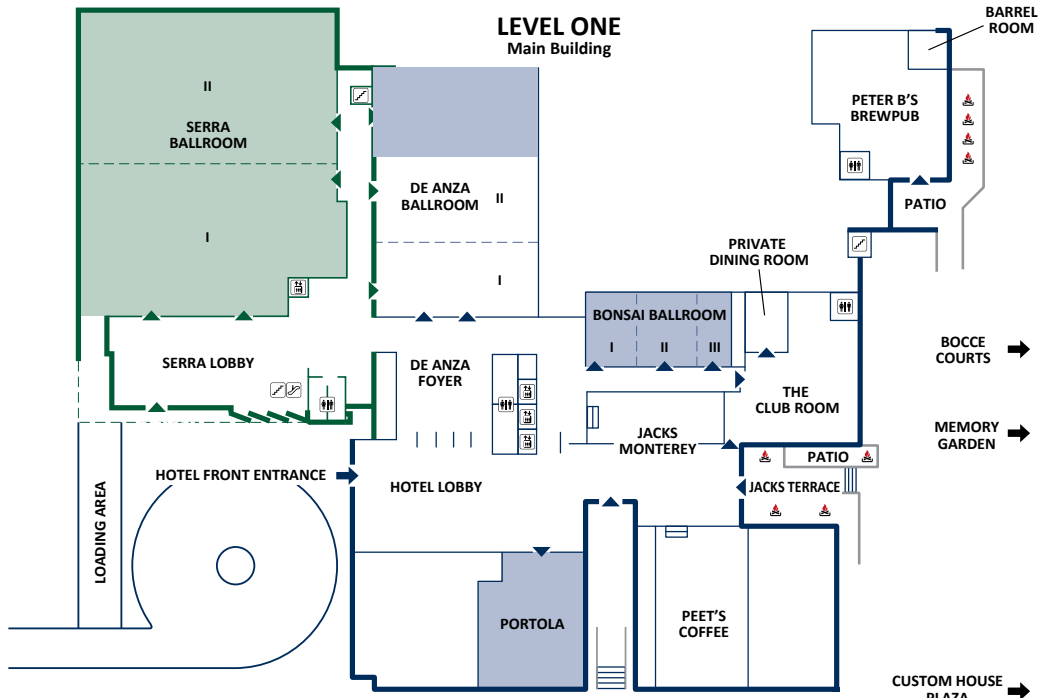 LEVEL ONE
Main Building
BARREL
ROOM
II
SERRA
BALLROOM
I
PETER B'S
BREWPUB
DE ANZA
BALLROOM
II
I
PATIO
PRIVATE
DINING ROOM
BONSAI BALLROOM
I
II
III
SERRA LOBBY
DE ANZA
FOYER
BOCCE
COURTS
THE
CLUB ROOM
JACKS
MONTEREY
MEMORY
GARDEN
PATIO
HOTEL FRONT ENTRANCE
HOTEL LOBBY
JACKS TERRACE
LOADING AREA
PORTOLA
PEET'S
COFFEE
CUSTOM HOUSE
PLAZA